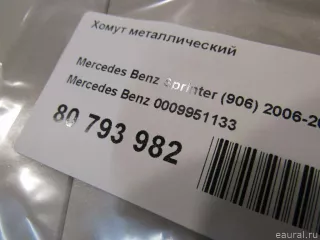 Хомут металлический
Mercedes Benz Sprinter (906) 2006-20
Mercedes Benz 0009951133
80 793 982
eaural.ru